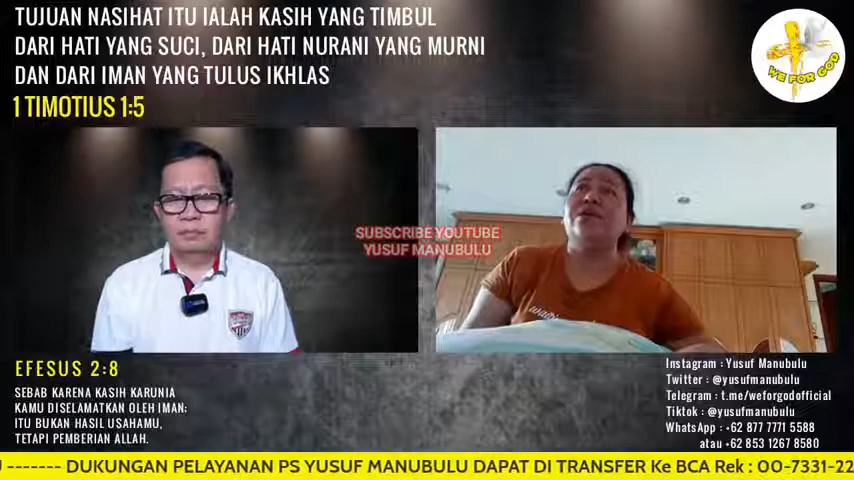 TUJUAN NASIHAT ITU IALAH KASIH YANG TIMBUL
DARI HATI YANG SUCI, DARI HATI NURANI YANG MURNI
DAN DARI IMAN YANG TULUS IKHLAS
1 TIMOTIUS 1:5
WE FOR GOD
SUBSCRIBE YOUTUBE
YUSUF MANUBULU
EFESUS 2:8
SEBAB KARENA KASIH KARUNIA
KAMU DISELAMATKAN OLEH IMAN;
ITU BUKAN HASIL USAHAMU,
TETAPI PEMBERIAN ALLAH.
Instagram : Yusuf Manubulu
Twitter : @yusufmanubulu
Telegram : t.me/weforgodofficial
Tiktok : @yusufmanubulu
WhatsApp : +62 877 7771 5588
atau +62 853 1267 8580
------- DUKUNGAN PELAYANAN PS YUSUF MANUBULU DAPAT DI TRANSFER Ke BCA Rek : 00-7331-22